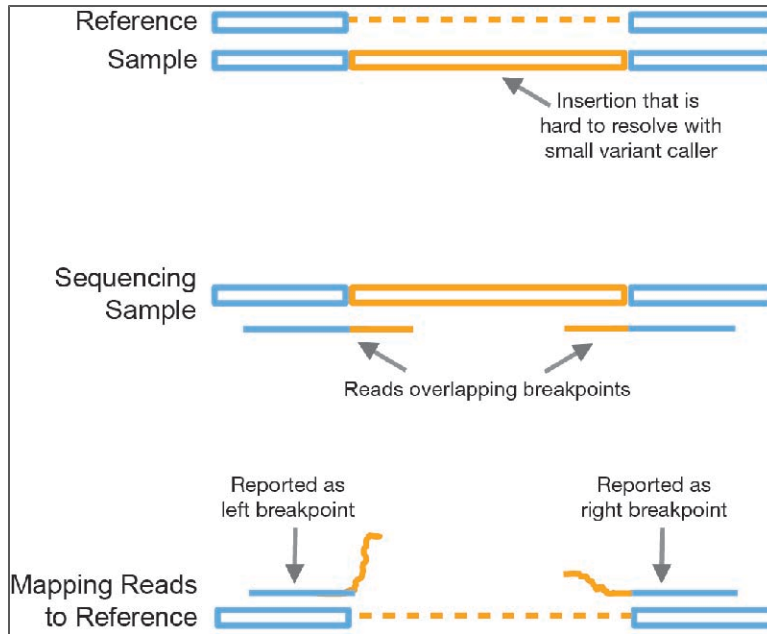 Reference
Sample
Insertion that is
hard to resolve with
small variant caller
Sequencing
Sample
Reads overlapping breakpoints
Reported as
left breakpoint
Reported as
right breakpoint
Mapping Reads
to Reference